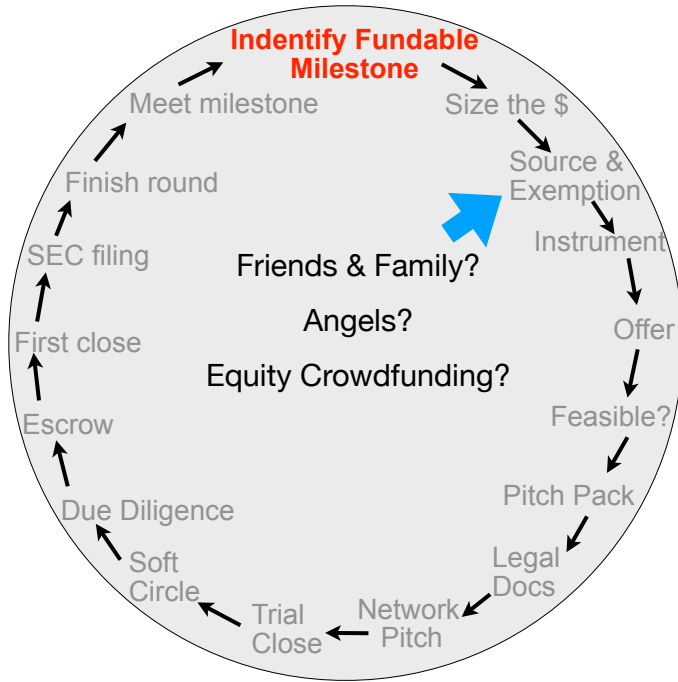 Indentify Fundable
Milestone
Size the $
Source &
Exemption
Instrument
Offer
Feasible?
Pitch Pack
Legal
Docs
Network
Pitch
Trial
Close
Soft
Circle
Due Diligence
Escrow
First close
SEC filing
Finish round
Meet milestone
Friends & Family?
Angels?
Equity Crowdfunding?